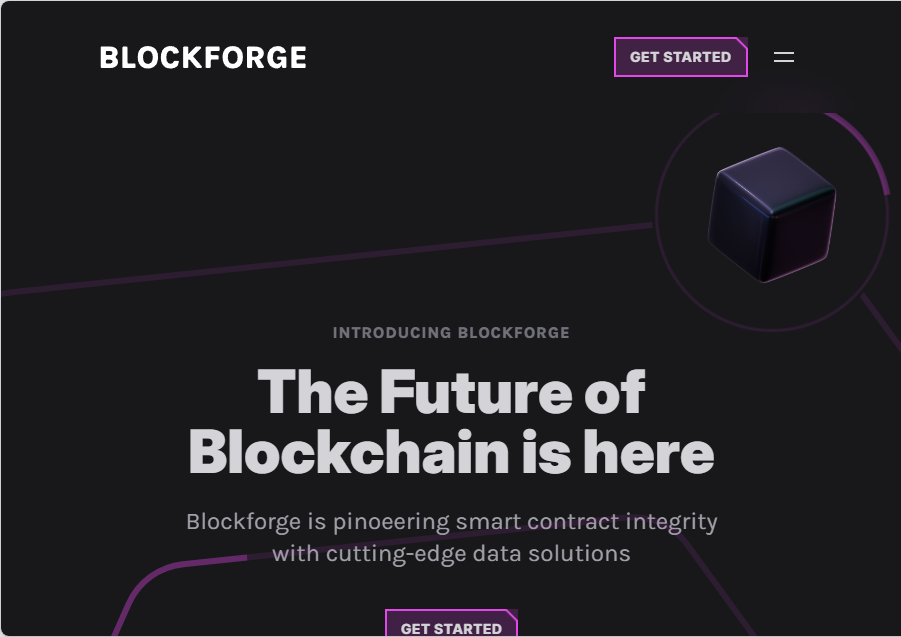 BLOCKFORGE
GET STARTED
INTRODUCING BLOCKFORGE
The Future of
Blockchain is here
Blockforge is pinoeering smart contract integrity
with cutting-edge data solutions
GET STARTED